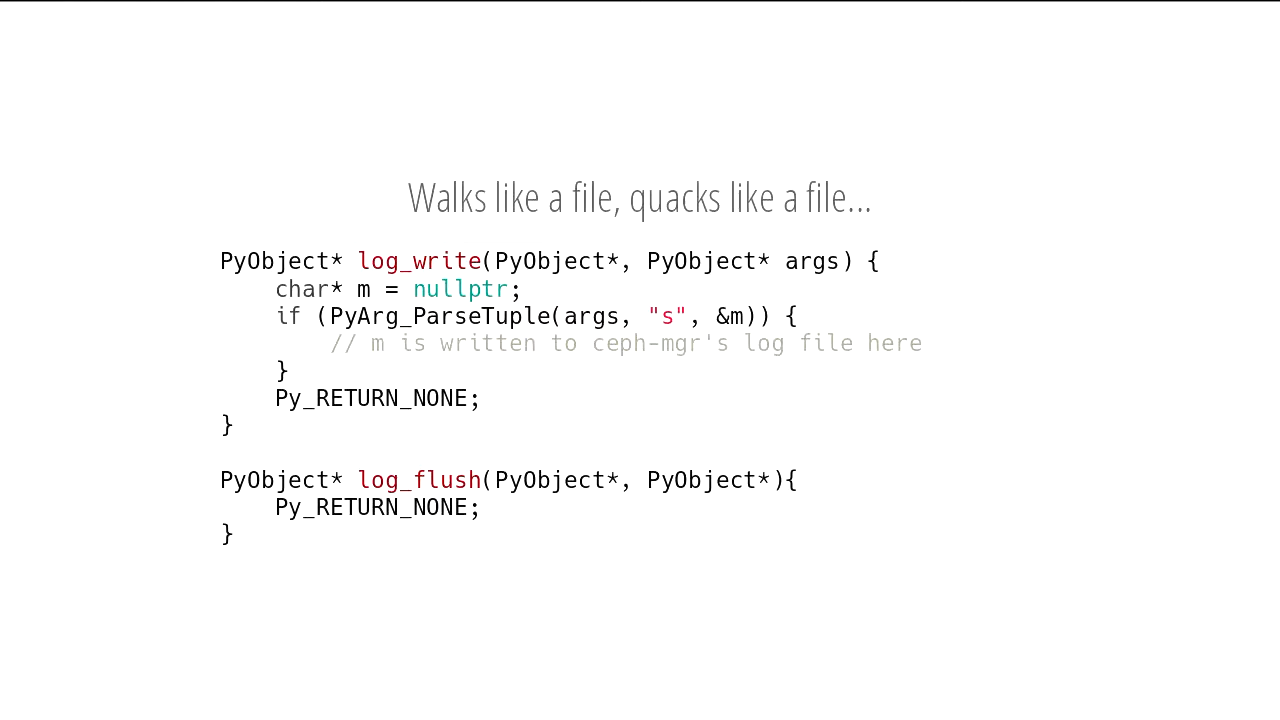 Walks like a file, quacks like a file...
PyObject* log_write(PyObject*, PyObject* args) {
    char* m = nullptr;
    if (PyArg_ParseTuple(args, "s", &m)) {
        // m is written to ceph-mgr's log file here
    }
    Py_RETURN_NONE;
}

PyObject* log_flush(PyObject*, PyObject*){
    Py_RETURN_NONE;
}